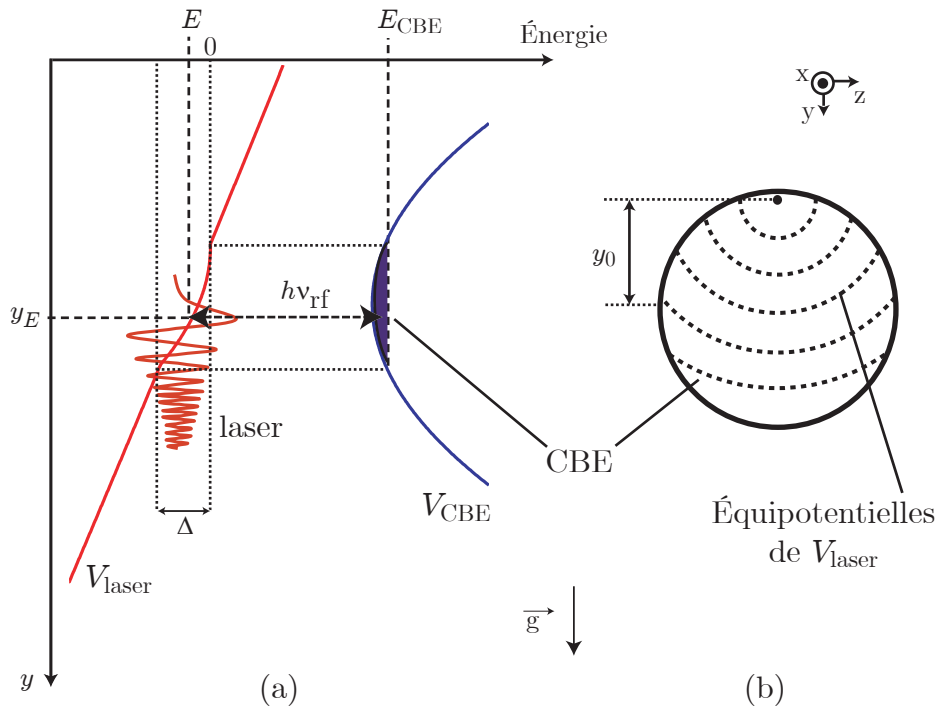 E
E_CBE
0
Énergie
x
z
y
hν_rf
y_0
y_E
laser
CBE
V_CBE
Équipotentielles
de V_laser
Δ
V_laser
g
y
(a)
(b)